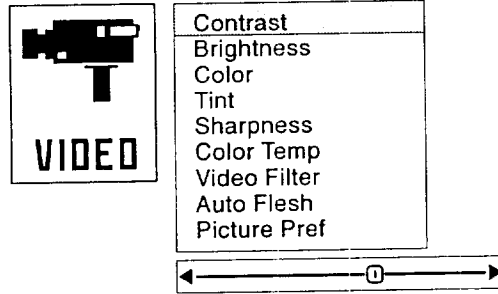 VIDEO
Contrast
Brightness
Color
Tint
Sharpness
Color Temp
Video Filter
Auto Flesh
Picture Pref